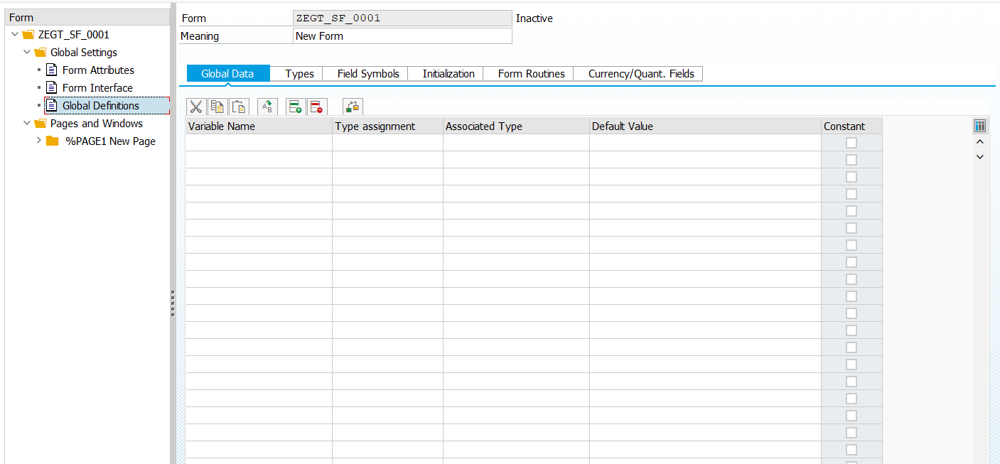 Form
ZEGT_SF_0001
Global Settings
Form Attributes
Form Interface
Global Definitions
Pages and Windows
%PAGE1 New Page
Form ZEGT_SF_0001 Inactive
Meaning New Form
Global Data Types Field Symbols Initialization Form Routines Currency/Quant. Fields
Variable Name Type assignment Associated Type Default Value Constant